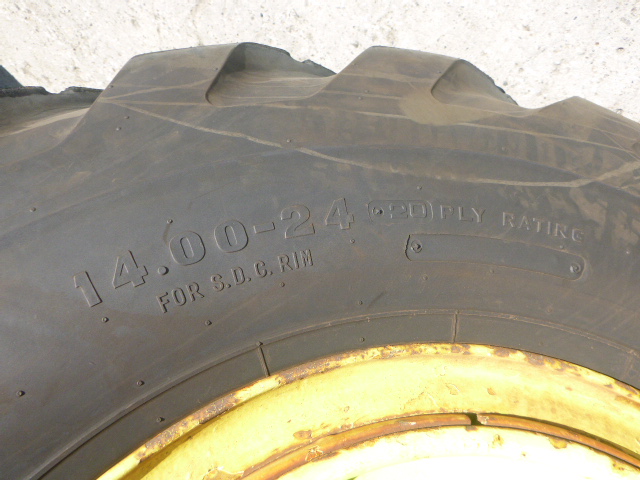 14.00-24 20 PLY RATING
FOR S.D.C. RIM